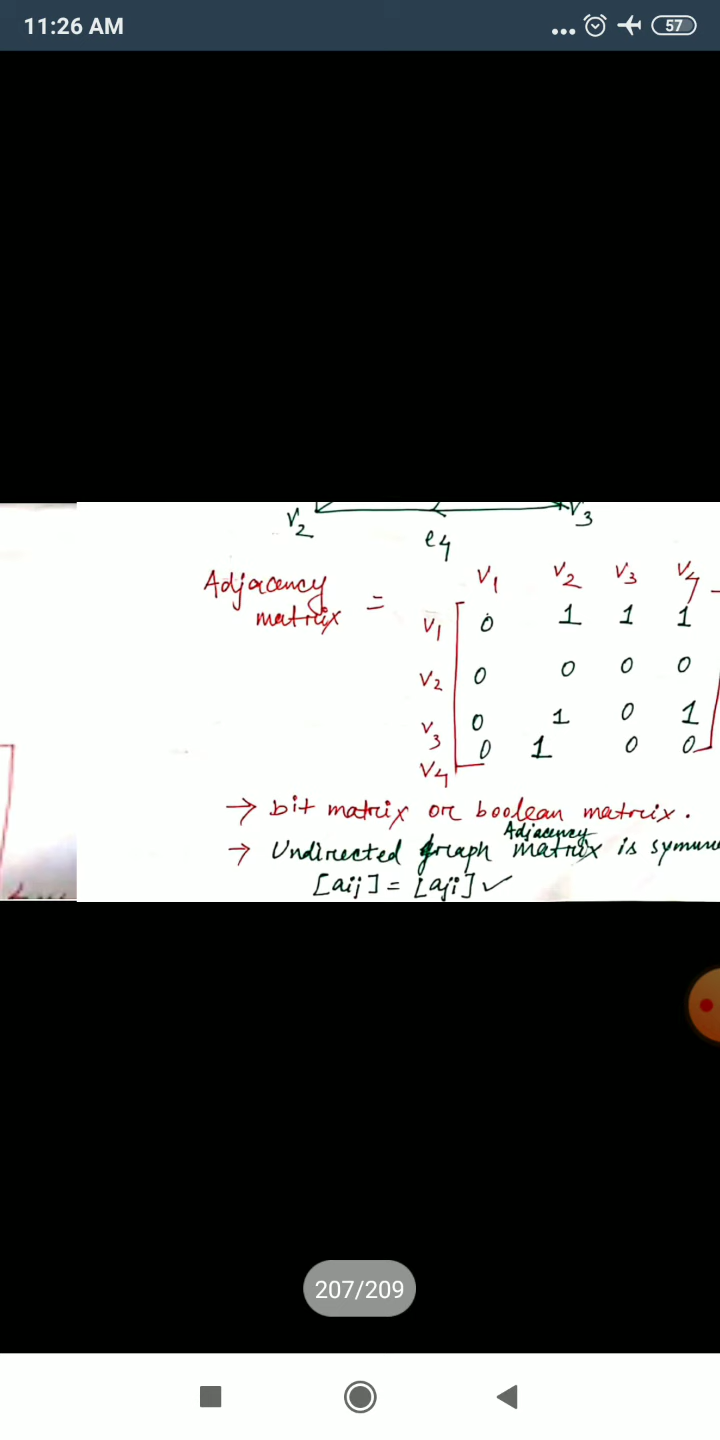 11:26 AM
57
V2 V3
e4
Adjacency matrix =
V1 V2 V3 V4
V1 0 1 1 1
V2 0 0 0 0
V3 0 1 0 1
V4 0 1 0 0
→ bit matrix or boolean matrix.
→ Undirected graph Adjacency matrix is symme
[aij] = [aji] ✓
207/209